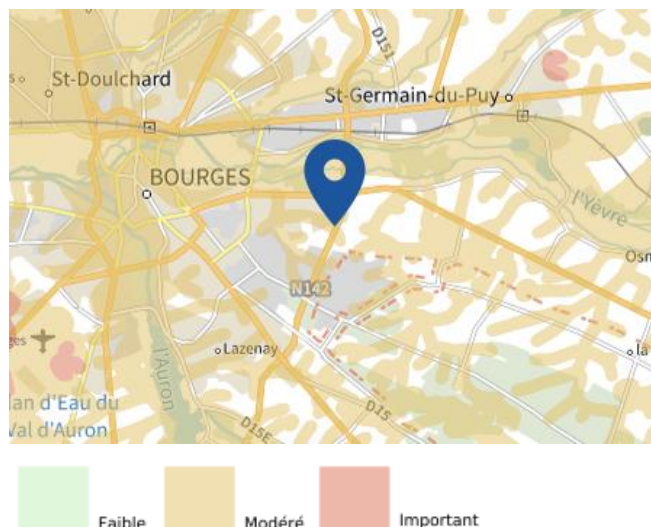 D151
St-Doulchard
St-Germain-du-Puy
BOURGES
l'Yèvre
N142
Lazenay
l'Auron
lan d'Eau du
Val d'Auron
D15
D15E
la
Faible
Modéré
Important